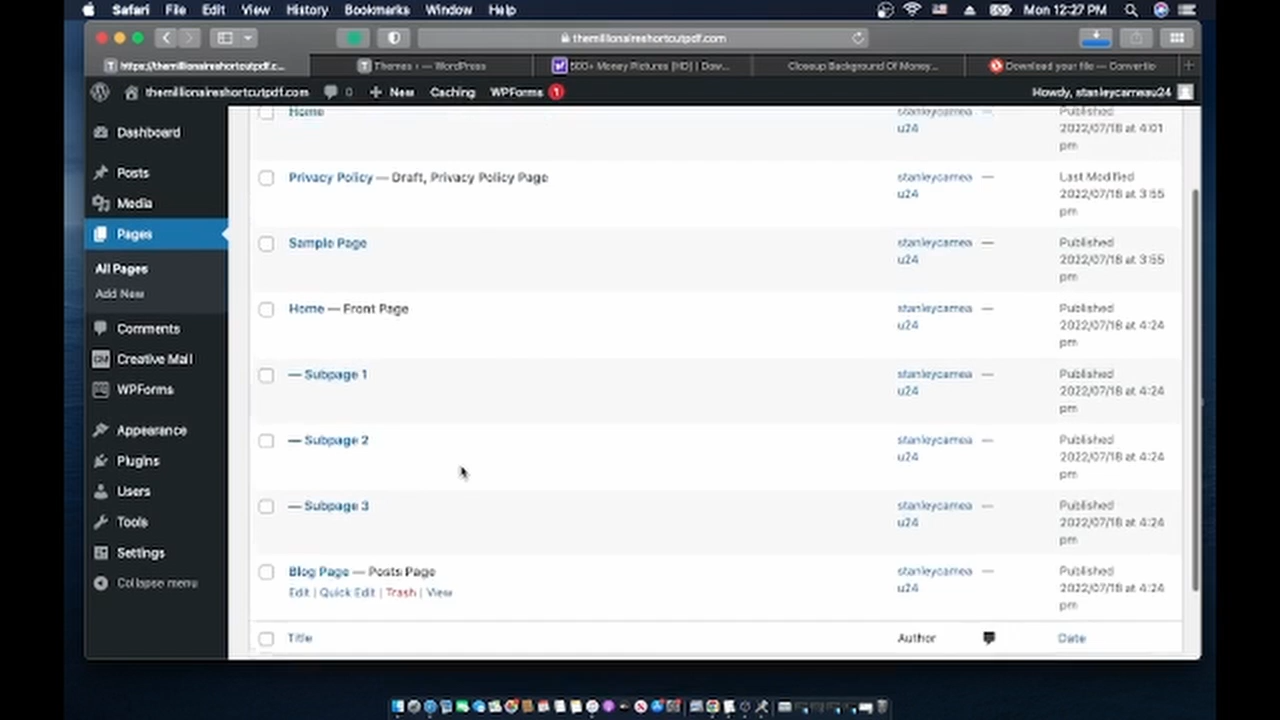 Safari File Edit View History Bookmarks Window Help Mon 12:27 PM
themillionaireshortcutpdf.com
https://themillionaireshortcutpdf.c... Themes ‹ — WordPress 500+ Money Pictures [HD] | Dow... Closeup Background Of Money... Download your file — Convertio
themillionaireshortcutpdf.com 0 New Caching WPForms 1 Howdy, stanleycarneau24
Dashboard
Posts
Media
Pages
All Pages
Add New
Comments
Creative Mail
WPForms
Appearance
Plugins
Users
Tools
Settings
Collapse menu
Home stanleycarnea — Published
u24 2022/07/18 at 4:01
pm
Privacy Policy — Draft, Privacy Policy Page stanleycarnea — Last Modified
u24 2022/07/18 at 3:55
pm
Sample Page stanleycarnea — Published
u24 2022/07/18 at 3:55
pm
Home — Front Page stanleycarnea — Published
u24 2022/07/18 at 4:24
pm
— Subpage 1 stanleycarnea — Published
u24 2022/07/18 at 4:24
pm
— Subpage 2 stanleycarnea — Published
u24 2022/07/18 at 4:24
pm
— Subpage 3 stanleycarnea — Published
u24 2022/07/18 at 4:24
pm
Blog Page — Posts Page stanleycarnea — Published
Edit | Quick Edit | Trash | View u24 2022/07/18 at 4:24
pm
Title Author Date